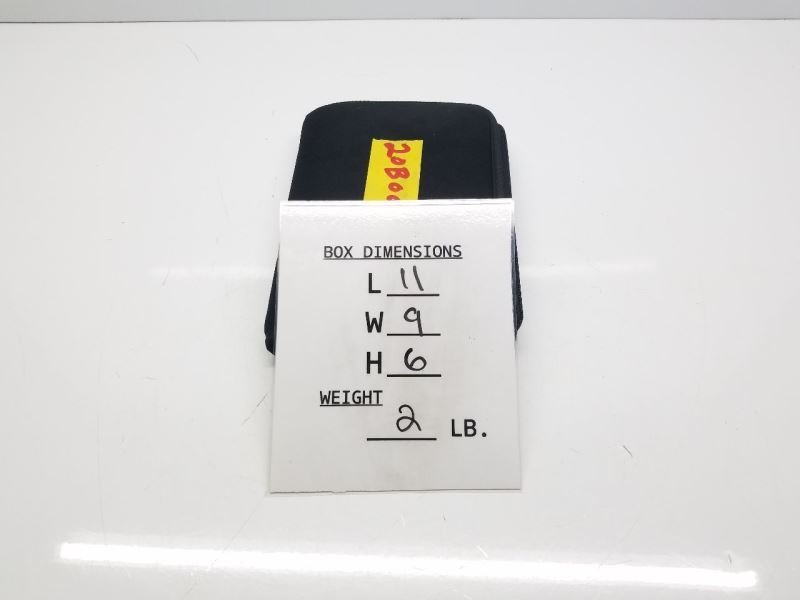 BOX DIMENSIONS
L 11
W 9
H 6
WEIGHT
2 LB.